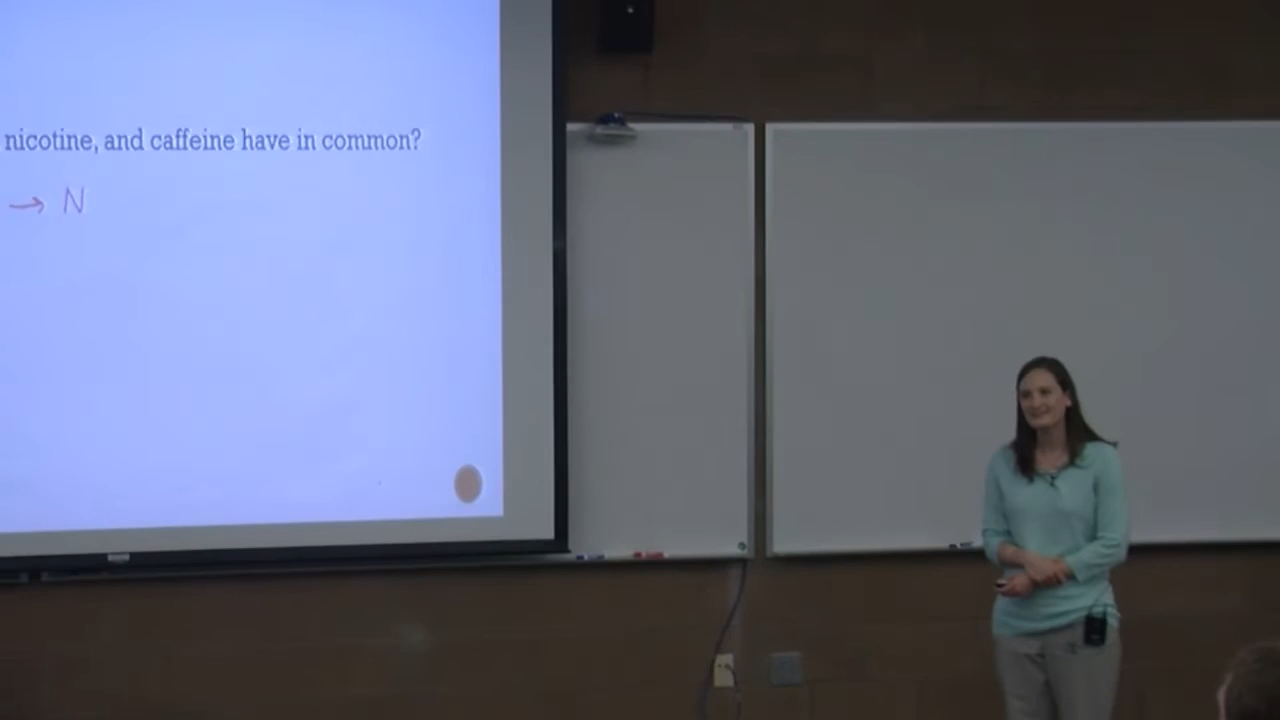 nicotine, and caffeine have in common?
→ N